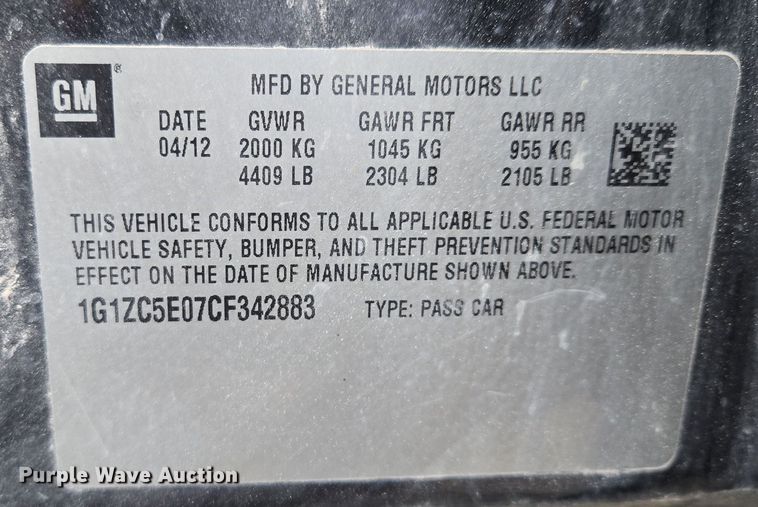 GM ®
MFD BY GENERAL MOTORS LLC
DATE GVWR GAWR FRT GAWR RR
04/12 2000 KG 1045 KG 955 KG
4409 LB 2304 LB 2105 LB
THIS VEHICLE CONFORMS TO ALL APPLICABLE U.S. FEDERAL MOTOR
VEHICLE SAFETY, BUMPER, AND THEFT PREVENTION STANDARDS IN
EFFECT ON THE DATE OF MANUFACTURE SHOWN ABOVE.
1G1ZC5E07CF342883 TYPE: PASS CAR
Purple Wave Auction